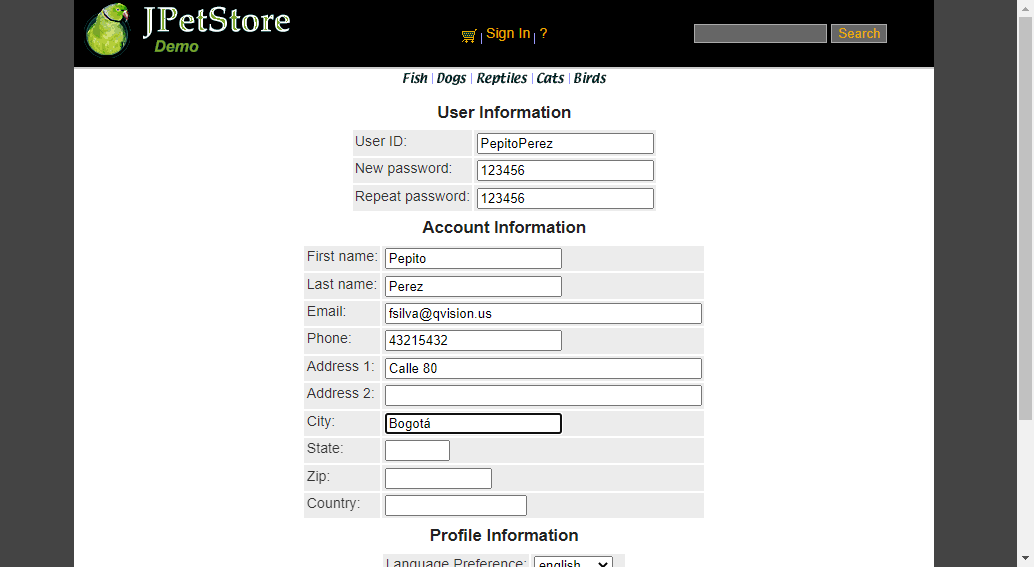 JPetStore
Demo
Sign In | ? Search
Fish | Dogs | Reptiles | Cats | Birds
User Information
User ID: PepitoPerez
New password: 123456
Repeat password: 123456
Account Information
First name: Pepito
Last name: Perez
Email: fsilva@qvision.us
Phone: 43215432
Address 1: Calle 80
Address 2:
City: Bogotá
State:
Zip:
Country:
Profile Information
Language Preference: english